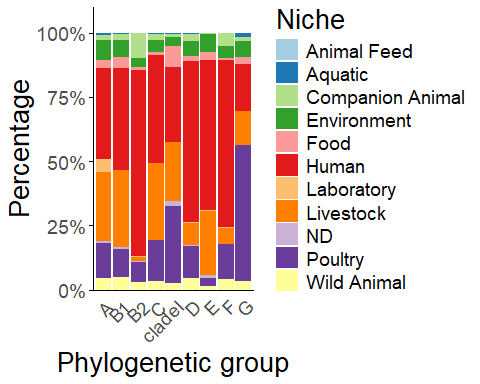 Niche
100%
75%
50%
25%
0%
Percentage
Animal Feed
Aquatic
Companion Animal
Environment
Food
Human
Laboratory
Livestock
ND
Poultry
Wild Animal
A
B1
B2
C
cladeI
D
E
F
G
Phylogenetic group